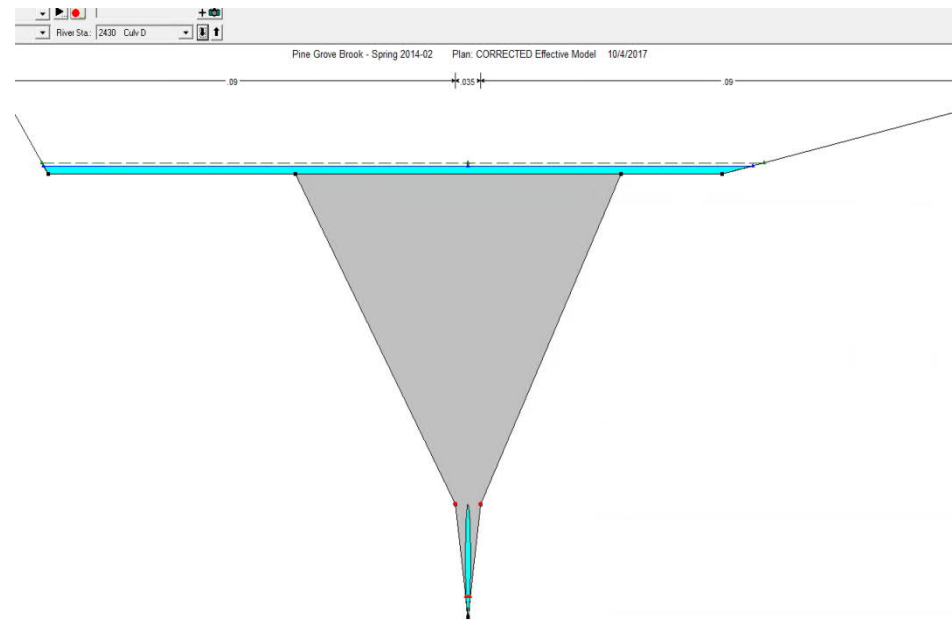 River Sta.: 2430 Culv D
Pine Grove Brook - Spring 2014-02 Plan: CORRECTED Effective Model 10/4/2017
.09 .035 .09